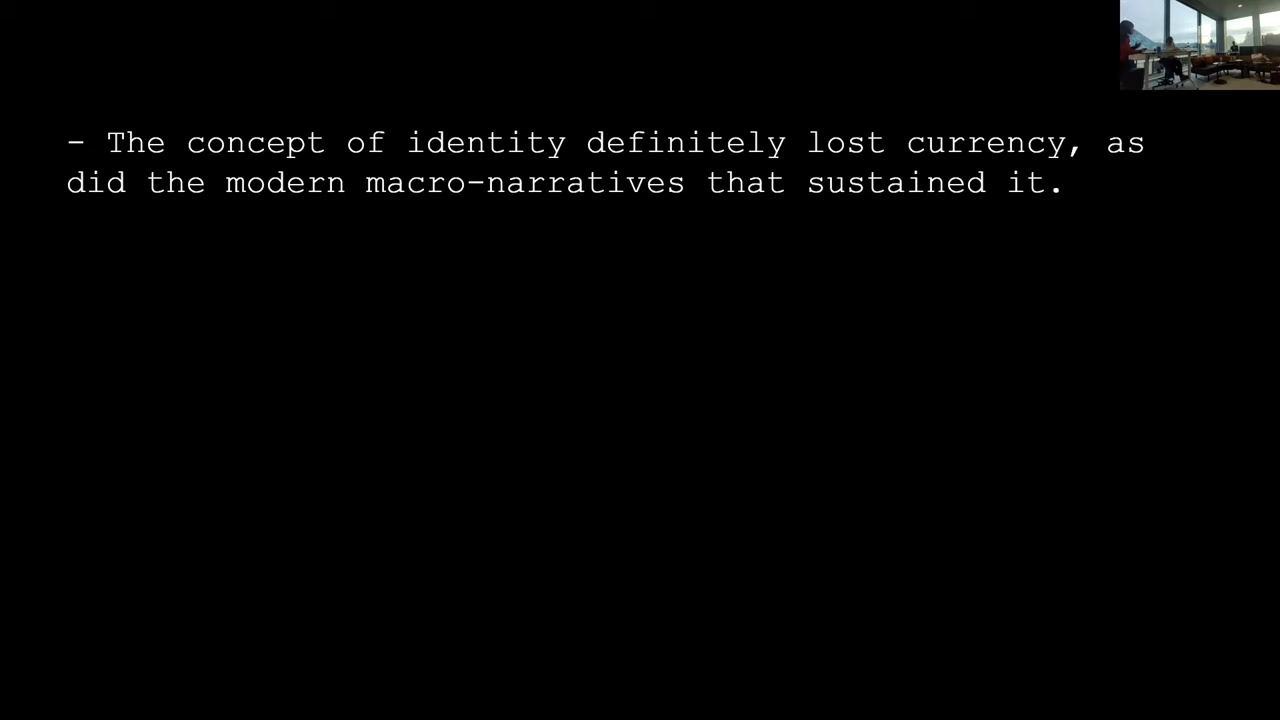 - The concept of identity definitely lost currency, as
did the modern macro-narratives that sustained it.